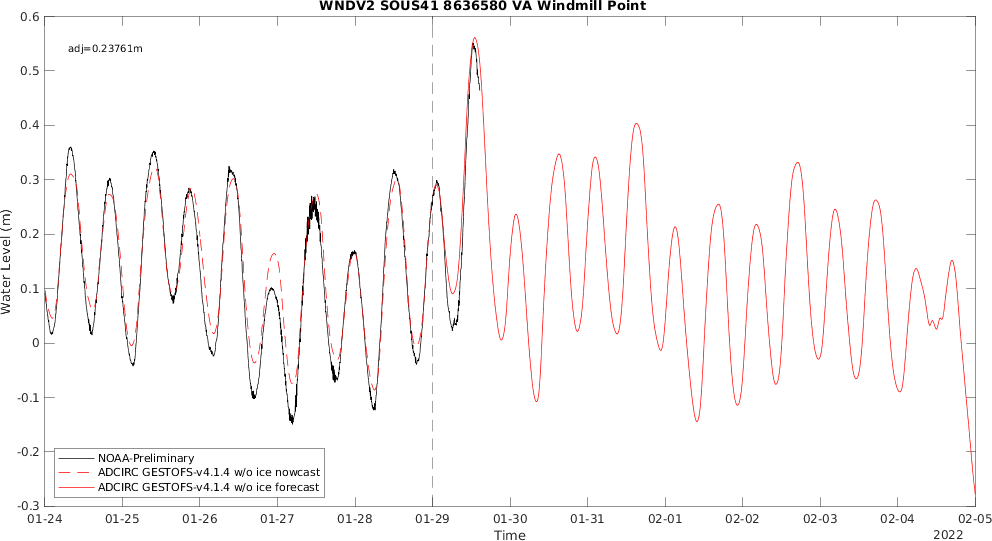 WNDV2 SOUS41 8636580 VA Windmill Point
adj=0.23761m
Water Level (m)
0.6
0.5
0.4
0.3
0.2
0.1
0
-0.1
-0.2
-0.3
NOAA-Preliminary
ADCIRC GESTOFS-v4.1.4 w/o ice nowcast
ADCIRC GESTOFS-v4.1.4 w/o ice forecast
01-24 01-25 01-26 01-27 01-28 01-29 01-30 01-31 02-01 02-02 02-03 02-04 02-05
Time
2022